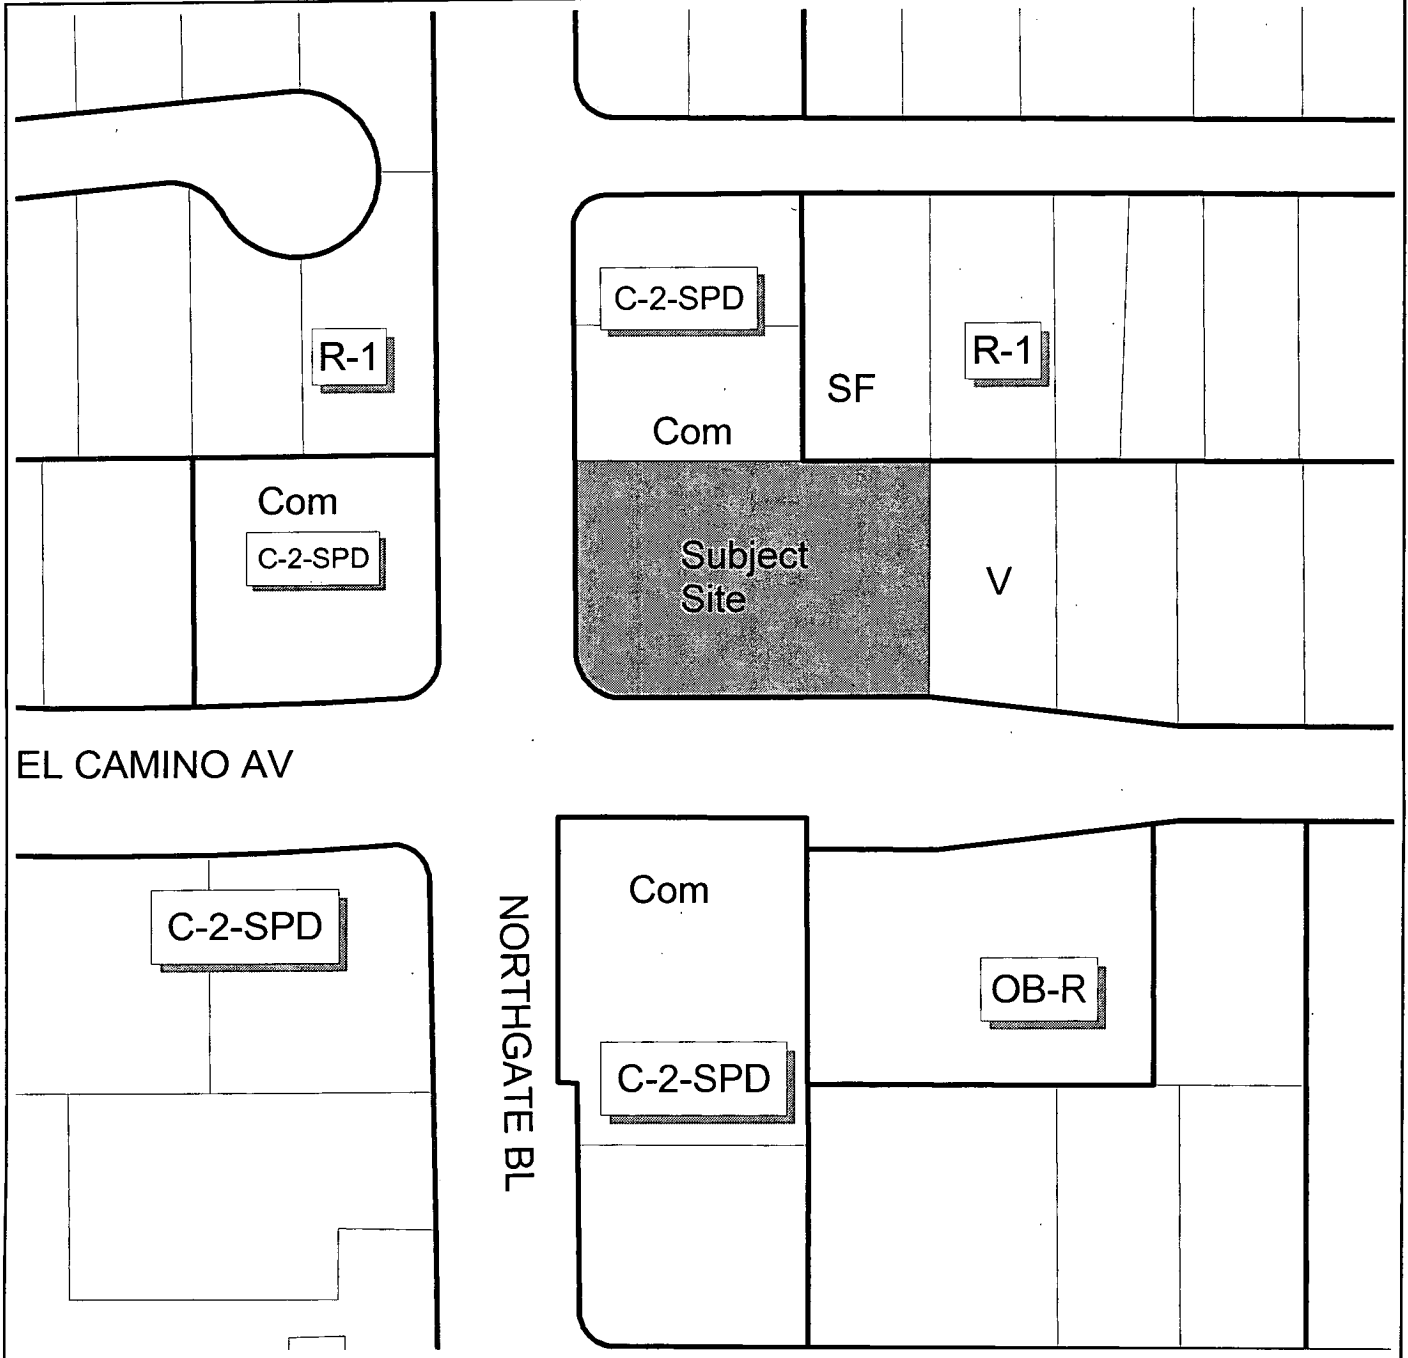 C-2-SPD
R-1
R-1
SF
Com
Com
C-2-SPD
Subject
Site
V
EL CAMINO AV
Com
C-2-SPD
NORTHGATE BL
OB-R
C-2-SPD